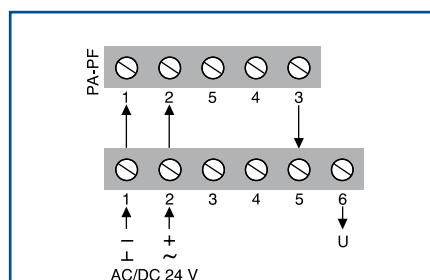 PA-PF
1 2 5 4 3
1 2 3 4 5 6
− + U
⊥ ~
AC/DC 24 V